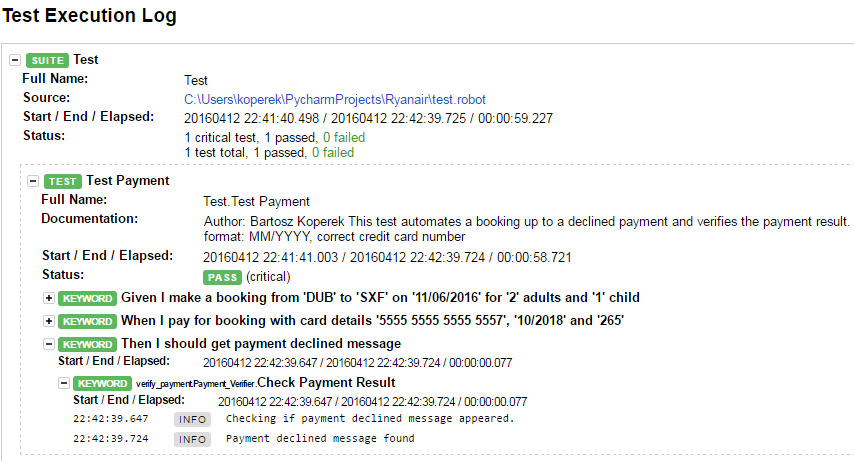 Test Execution Log
SUITE Test
Full Name: Test
Source: C:\Users\koperek\PycharmProjects\Ryanair\test.robot
Start / End / Elapsed: 20160412 22:41:40.498 / 20160412 22:42:39.725 / 00:00:59.227
Status: 1 critical test, 1 passed, 0 failed
1 test total, 1 passed, 0 failed
TEST Test Payment
Full Name: Test.Test Payment
Documentation: Author: Bartosz Koperek This test automates a booking up to a declined payment and verifies the payment result.
format: MM/YYYY, correct credit card number
Start / End / Elapsed: 20160412 22:41:41.003 / 20160412 22:42:39.724 / 00:00:58.721
Status: PASS (critical)
KEYWORD Given I make a booking from 'DUB' to 'SXF' on '11/06/2016' for '2' adults and '1' child
KEYWORD When I pay for booking with card details '5555 5555 5555 5557', '10/2018' and '265'
KEYWORD Then I should get payment declined message
Start / End / Elapsed: 20160412 22:42:39.647 / 20160412 22:42:39.724 / 00:00:00.077
KEYWORD verify_payment.Payment_Verifier.Check Payment Result
Start / End / Elapsed: 20160412 22:42:39.647 / 20160412 22:42:39.724 / 00:00:00.077
22:42:39.647 INFO Checking if payment declined message appeared.
22:42:39.724 INFO Payment declined message found